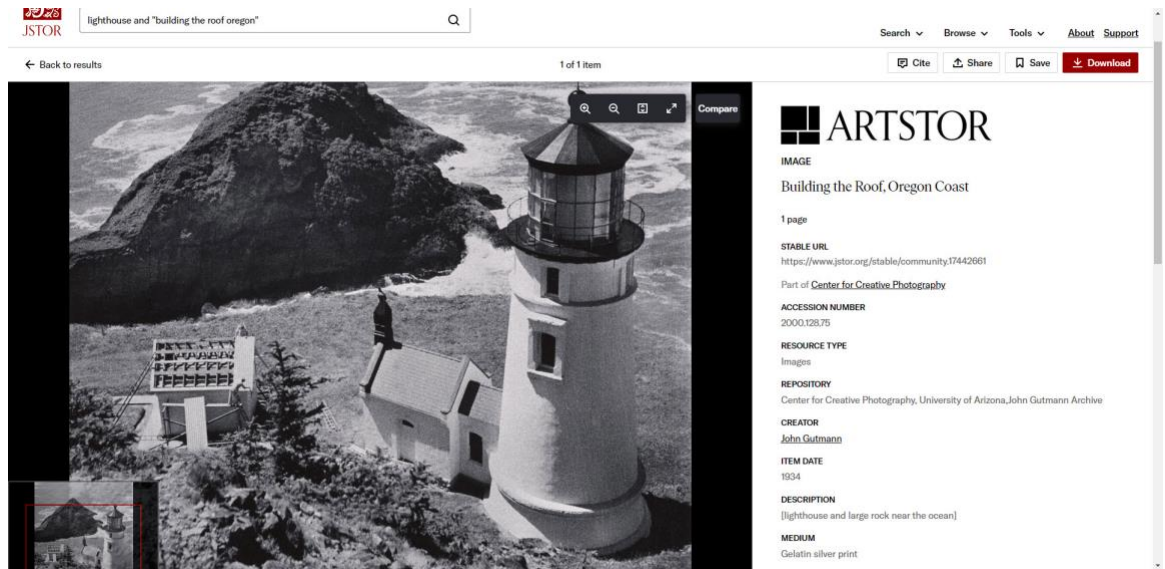 JSTOR
lighthouse and "building the roof oregon"
Search Browse Tools About Support
Back to results
1 of 1 item
Cite Share Save Download
Compare
ARTSTOR
IMAGE
Building the Roof, Oregon Coast
1 page
STABLE URL
https://www.jstor.org/stable/community.17442661
Part of Center for Creative Photography
ACCESSION NUMBER
2000.128.75
RESOURCE TYPE
Images
REPOSITORY
Center for Creative Photography, University of Arizona,John Gutmann Archive
CREATOR
John Gutmann
ITEM DATE
1934
DESCRIPTION
[lighthouse and large rock near the ocean]
MEDIUM
Gelatin silver print